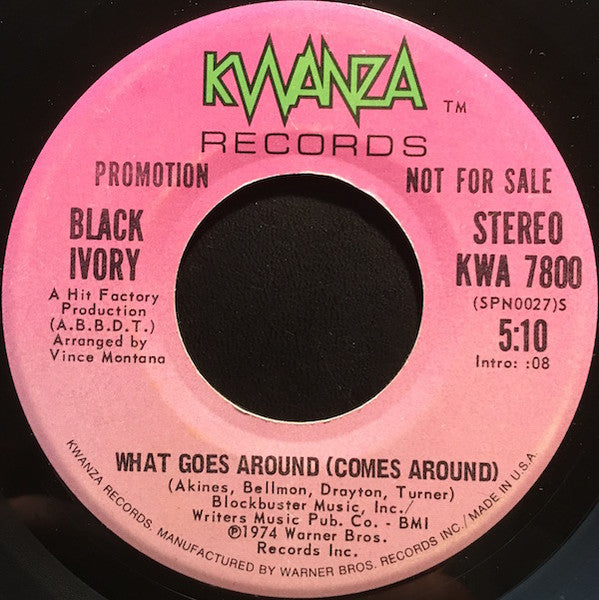 KWANZA ™
RECORDS
PROMOTION
NOT FOR SALE
BLACK
IVORY
A Hit Factory
Production
(A.B.B.D.T.)
Arranged by
Vince Montana
STEREO
KWA 7800
(SPN0027)S
5:10
Intro: :08
WHAT GOES AROUND (COMES AROUND)
(Akines, Bellmon, Drayton, Turner)
Blockbuster Music, Inc./
Writers Music Pub. Co. - BMI
℗1974 Warner Bros.
Records Inc.
KWANZA RECORDS. MANUFACTURED BY WARNER BROS. RECORDS INC./MADE IN U.S.A.